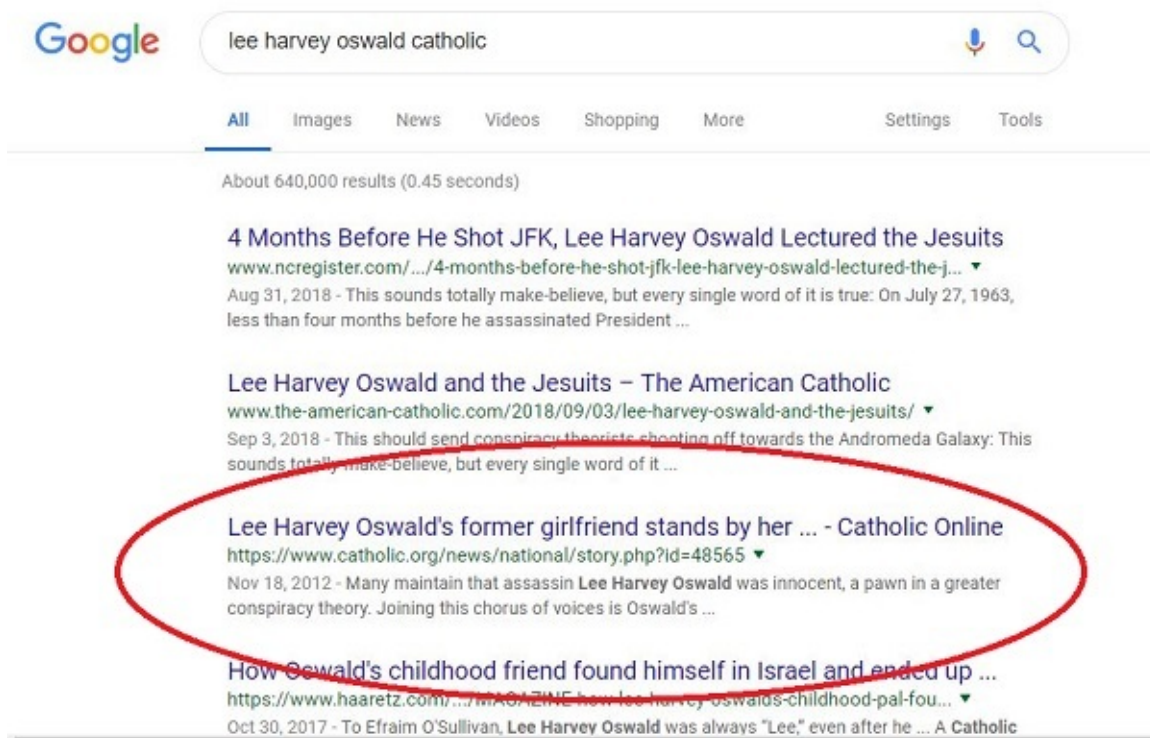 Google lee harvey oswald catholic
All Images News Videos Shopping More Settings Tools
About 640,000 results (0.45 seconds)
4 Months Before He Shot JFK, Lee Harvey Oswald Lectured the Jesuits
www.ncregister.com/.../4-months-before-he-shot-jfk-lee-harvey-oswald-lectured-the-j... ▼
Aug 31, 2018 - This sounds totally make-believe, but every single word of it is true: On July 27, 1963,
less than four months before he assassinated President ...
Lee Harvey Oswald and the Jesuits – The American Catholic
www.the-american-catholic.com/2018/09/03/lee-harvey-oswald-and-the-jesuits/ ▼
Sep 3, 2018 - This should send conspiracy theorists shooting off towards the Andromeda Galaxy: This
sounds totally make-believe, but every single word of it ...
Lee Harvey Oswald's former girlfriend stands by her ... - Catholic Online
https://www.catholic.org/news/national/story.php?id=48565 ▼
Nov 18, 2012 - Many maintain that assassin Lee Harvey Oswald was innocent, a pawn in a greater
conspiracy theory. Joining this chorus of voices is Oswald's ...
How Oswald's childhood friend found himself in Israel and ended up ...
https://www.haaretz.com/.../MAGAZINE-how-lee-harvey-oswalds-childhood-pal-fou... ▼
Oct 30, 2017 - To Efraim O'Sullivan, Lee Harvey Oswald was always "Lee," even after he ... A Catholic